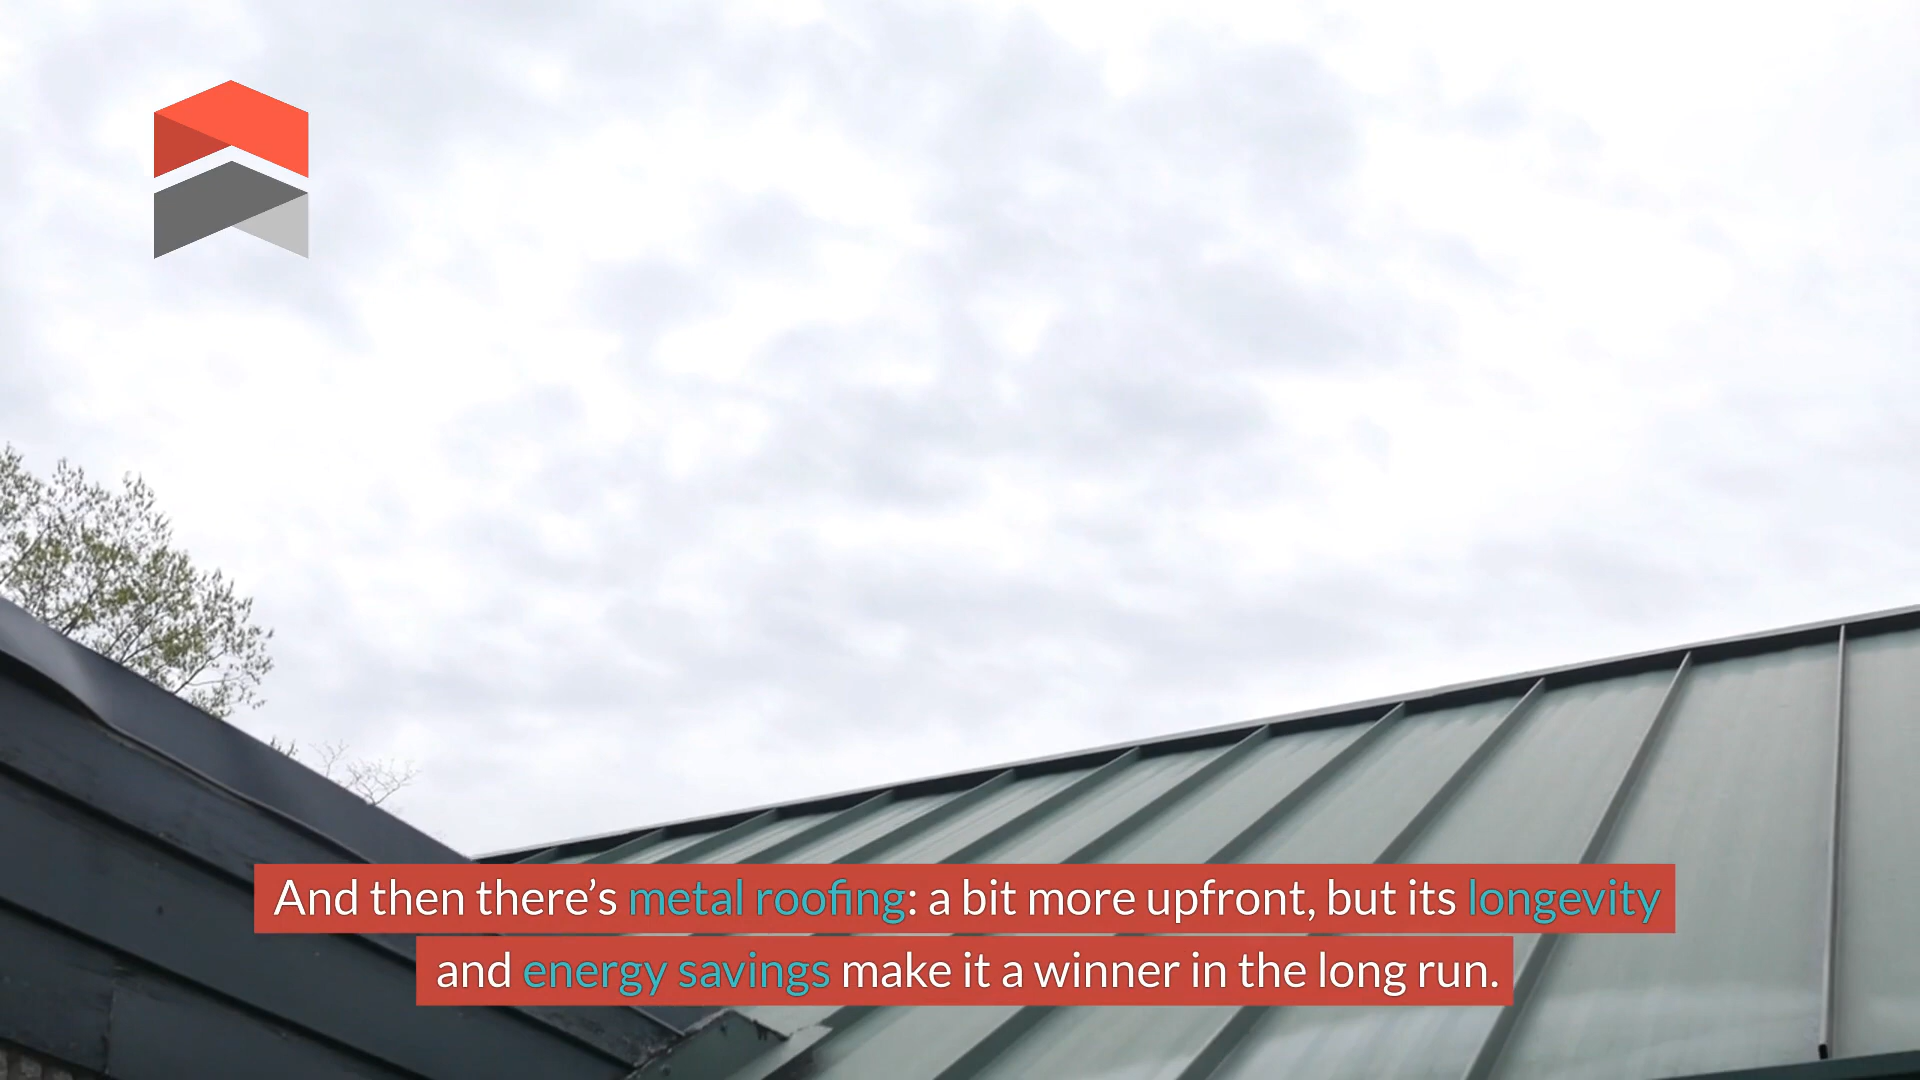 And then there’s metal roofing: a bit more upfront, but its longevity
and energy savings make it a winner in the long run.